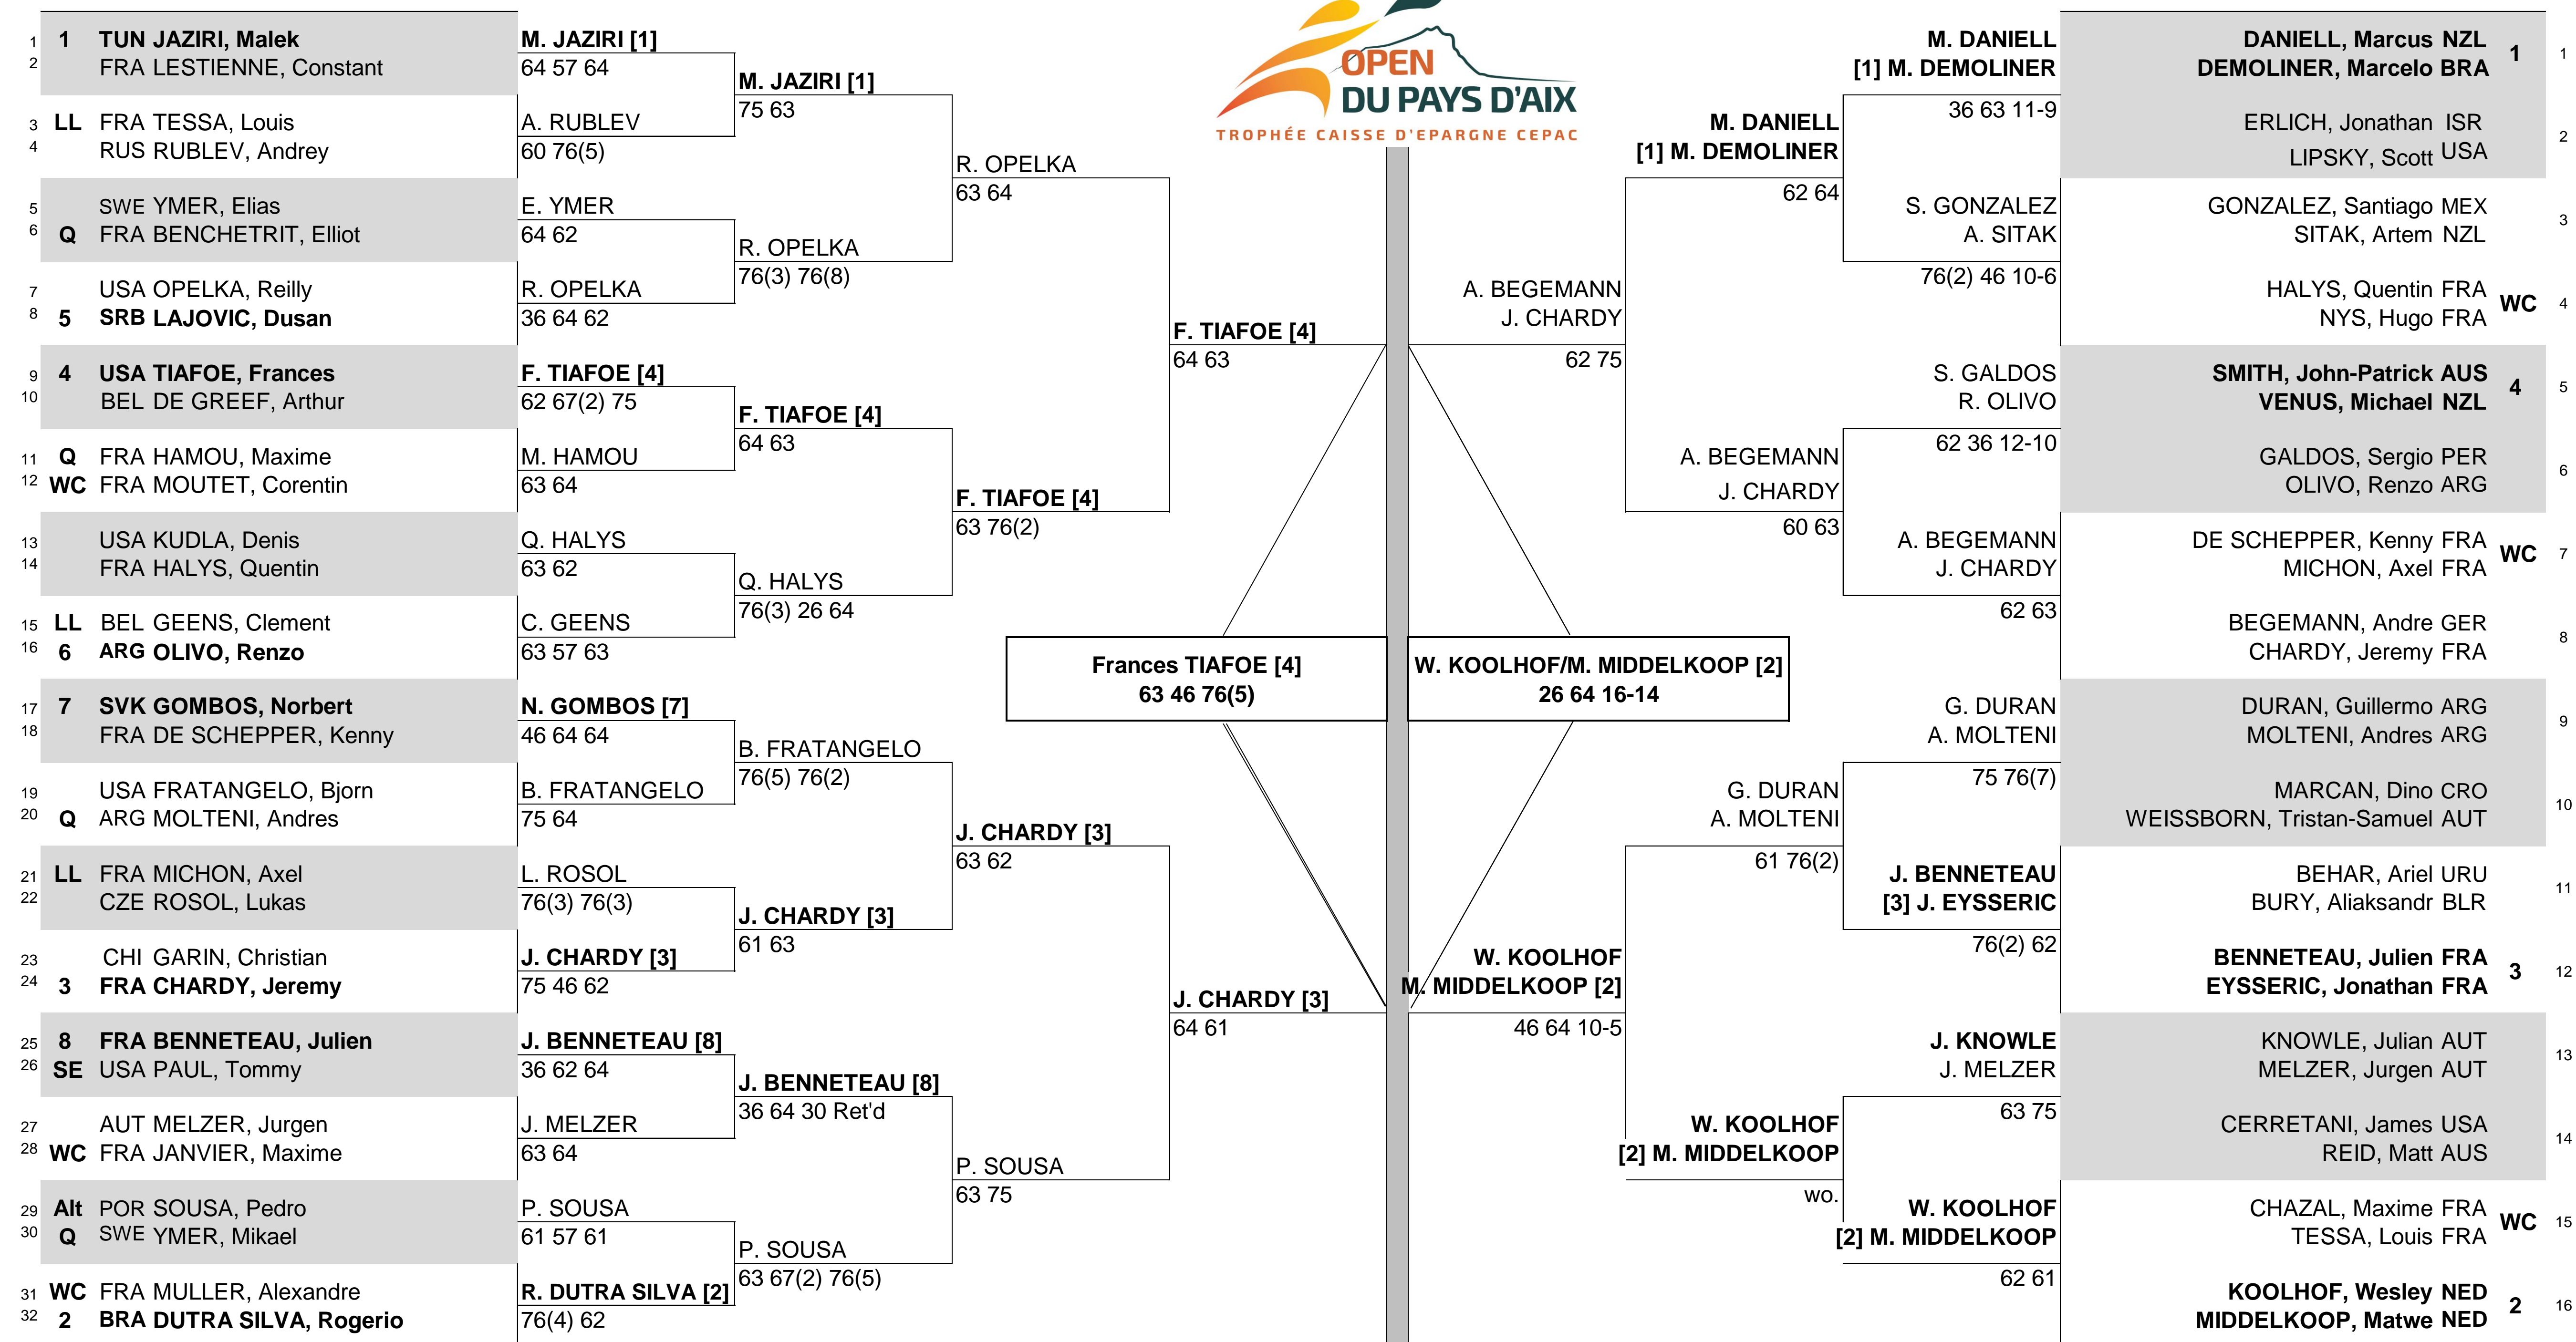 OPEN
DU PAYS D'AIX
TROPHÉE CAISSE D'EPARGNE CEPAC
1 1 TUN JAZIRI, Malek
2 FRA LESTIENNE, Constant
3 LL FRA TESSA, Louis
4 RUS RUBLEV, Andrey
5 SWE YMER, Elias
6 Q FRA BENCHETRIT, Elliot
7 USA OPELKA, Reilly
8 5 SRB LAJOVIC, Dusan
9 4 USA TIAFOE, Frances
10 BEL DE GREEF, Arthur
11 Q FRA HAMOU, Maxime
12 WC FRA MOUTET, Corentin
13 USA KUDLA, Denis
14 FRA HALYS, Quentin
15 LL BEL GEENS, Clement
16 6 ARG OLIVO, Renzo
17 7 SVK GOMBOS, Norbert
18 FRA DE SCHEPPER, Kenny
19 USA FRATANGELO, Bjorn
20 Q ARG MOLTENI, Andres
21 LL FRA MICHON, Axel
22 CZE ROSOL, Lukas
23 CHI GARIN, Christian
24 3 FRA CHARDY, Jeremy
25 8 FRA BENNETEAU, Julien
26 SE USA PAUL, Tommy
27 AUT MELZER, Jurgen
28 WC FRA JANVIER, Maxime
29 Alt POR SOUSA, Pedro
30 Q SWE YMER, Mikael
31 WC FRA MULLER, Alexandre
32 2 BRA DUTRA SILVA, Rogerio
M. JAZIRI [1]
64 57 64
A. RUBLEV
60 76(5)
E. YMER
64 62
R. OPELKA
36 64 62
F. TIAFOE [4]
62 67(2) 75
M. HAMOU
63 64
Q. HALYS
63 62
C. GEENS
63 57 63
N. GOMBOS [7]
46 64 64
B. FRATANGELO
75 64
L. ROSOL
76(3) 76(3)
J. CHARDY [3]
75 46 62
J. BENNETEAU [8]
36 62 64
J. MELZER
63 64
P. SOUSA
61 57 61
R. DUTRA SILVA [2]
76(4) 62
M. JAZIRI [1]
75 63
R. OPELKA
76(3) 76(8)
F. TIAFOE [4]
64 63
Q. HALYS
76(3) 26 64
B. FRATANGELO
76(5) 76(2)
J. CHARDY [3]
61 63
J. BENNETEAU [8]
36 64 30 Ret'd
P. SOUSA
63 67(2) 76(5)
R. OPELKA
63 64
F. TIAFOE [4]
63 76(2)
J. CHARDY [3]
63 62
P. SOUSA
63 75
F. TIAFOE [4]
64 63
J. CHARDY [3]
64 61
Frances TIAFOE [4]
63 46 76(5)
W. KOOLHOF/M. MIDDELKOOP [2]
26 64 16-14
A. BEGEMANN
J. CHARDY
62 75
W. KOOLHOF
M. MIDDELKOOP [2]
46 64 10-5
M. DANIELL
[1] M. DEMOLINER
62 64
A. BEGEMANN
J. CHARDY
60 63
G. DURAN
A. MOLTENI
61 76(2)
W. KOOLHOF
[2] M. MIDDELKOOP
wo.
M. DANIELL
[1] M. DEMOLINER
36 63 11-9
S. GONZALEZ
A. SITAK
76(2) 46 10-6
S. GALDOS
R. OLIVO
62 36 12-10
A. BEGEMANN
J. CHARDY
62 63
G. DURAN
A. MOLTENI
75 76(7)
J. BENNETEAU
[3] J. EYSSERIC
76(2) 62
J. KNOWLE
J. MELZER
63 75
W. KOOLHOF
[2] M. MIDDELKOOP
62 61
DANIELL, Marcus NZL
DEMOLINER, Marcelo BRA
1 1
ERLICH, Jonathan ISR
LIPSKY, Scott USA
2
GONZALEZ, Santiago MEX
SITAK, Artem NZL
3
HALYS, Quentin FRA
NYS, Hugo FRA
WC 4
SMITH, John-Patrick AUS
VENUS, Michael NZL
4 5
GALDOS, Sergio PER
OLIVO, Renzo ARG
6
DE SCHEPPER, Kenny FRA
MICHON, Axel FRA
WC 7
BEGEMANN, Andre GER
CHARDY, Jeremy FRA
8
DURAN, Guillermo ARG
MOLTENI, Andres ARG
9
MARCAN, Dino CRO
WEISSBORN, Tristan-Samuel AUT
10
BEHAR, Ariel URU
BURY, Aliaksandr BLR
11
BENNETEAU, Julien FRA
EYSSERIC, Jonathan FRA
3 12
KNOWLE, Julian AUT
MELZER, Jurgen AUT
13
CERRETANI, James USA
REID, Matt AUS
14
CHAZAL, Maxime FRA
TESSA, Louis FRA
WC 15
KOOLHOF, Wesley NED
MIDDELKOOP, Matwe NED
2 16